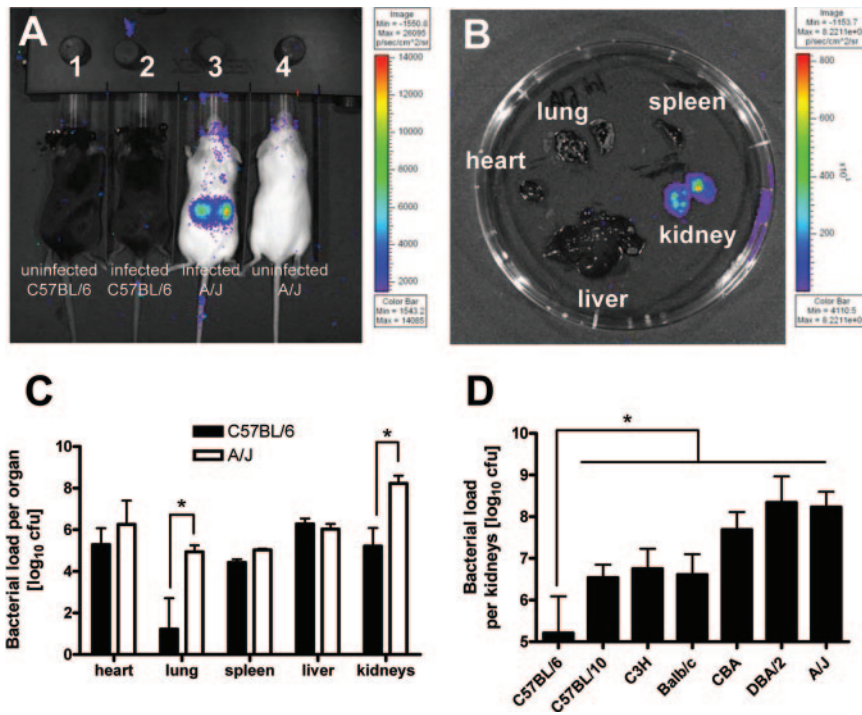 A
1 2 3 4
uninfected C57BL/6
infected C57BL/6
infected A/J
uninfected A/J
Image
Min = -1550.8
Max = 26095
p/sec/cm^2/sr
14000
12000
10000
8000
6000
4000
2000
Color Bar
Min = 1543.2
Max = 14085
B
lung
spleen
heart
kidney
liver
Image
Min = -1153.7
Max = 8.2211e+0
p/sec/cm^2/sr
800
600
400
200
Color Bar
Min = 4110.5
Max = 8.2211e+0
C
C57BL/6
A/J
Bacterial load per organ
[log10 cfu]
10
8
6
4
2
0
*
*
heart lung spleen liver kidneys
D
*
Bacterial load
per kidneys [log10 cfu]
10
9
8
7
6
5
C57BL/6
C57BL/10
C3H
Balb/c
CBA
DBA/2
A/J